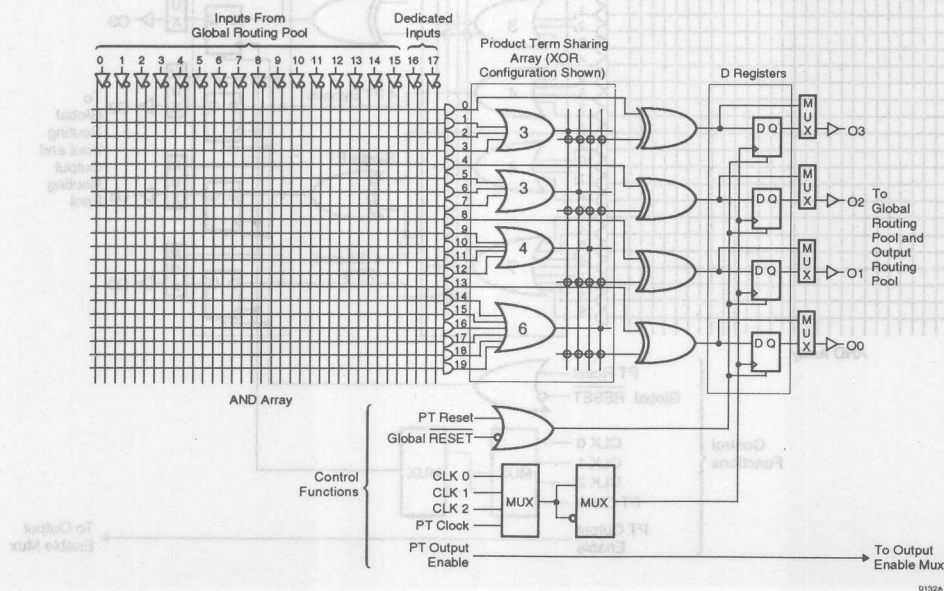 Inputs From
Global Routing Pool
Dedicated
Inputs
0 1 2 3 4 5 6 7 8 9 10 11 12 13 14 15 16 17
Product Term Sharing
Array (XOR
Configuration Shown)
D Registers
0
1
2
3
4
5
6
7
8
9
10
11
12
13
14
15
16
17
18
19
3
3
4
6
D Q
D Q
D Q
D Q
MUX
MUX
MUX
MUX
O3
O2
O1
O0
To
Global
Routing
Pool and
Output
Routing
Pool
AND Array
Control
Functions
PT Reset
Global RESET
CLK 0
CLK 1
CLK 2
PT Clock
MUX
MUX
PT Output
Enable
To Output
Enable Mux
0132A